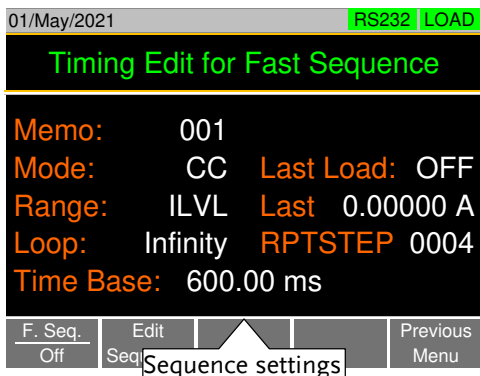 01/May/2021 RS232 LOAD
Timing Edit for Fast Sequence
Memo: 001
Mode: CC Last Load: OFF
Range: ILVL Last 0.00000 A
Loop: Infinity RPTSTEP 0004
Time Base: 600.00 ms
F. Seq. Edit Previous
Off Menu
Sequence settings